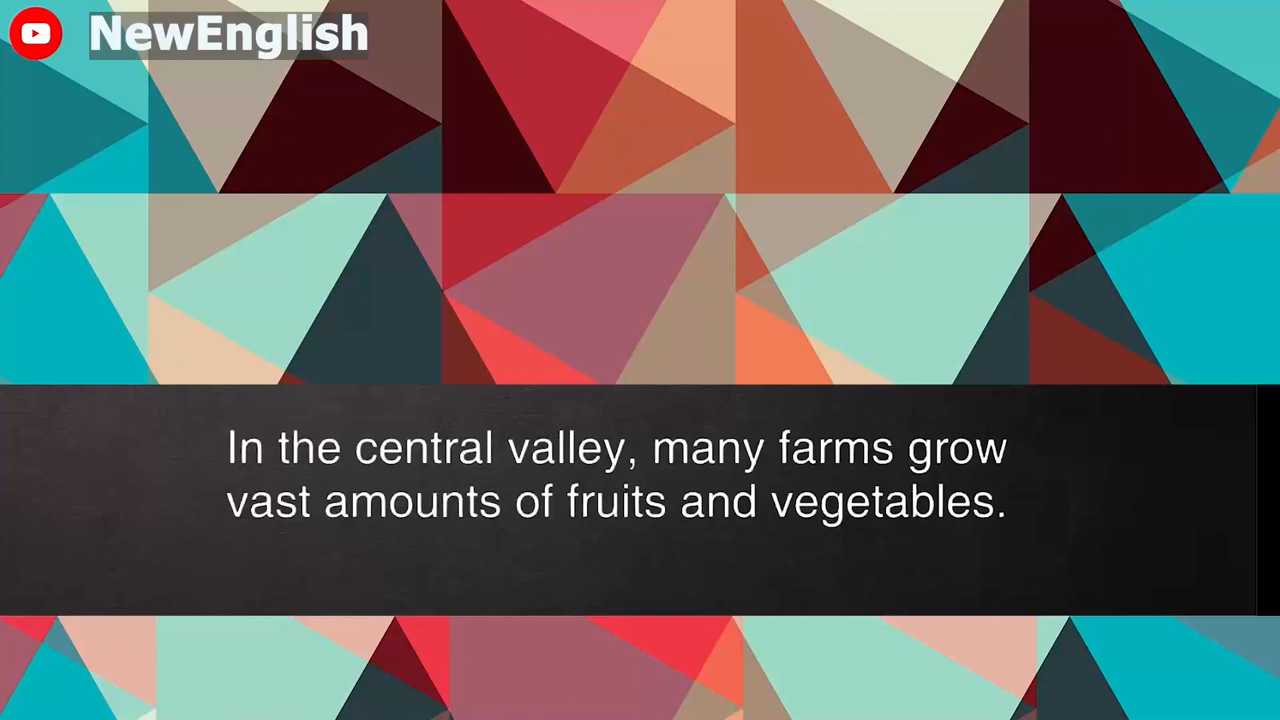 NewEnglish
In the central valley, many farms grow
vast amounts of fruits and vegetables.